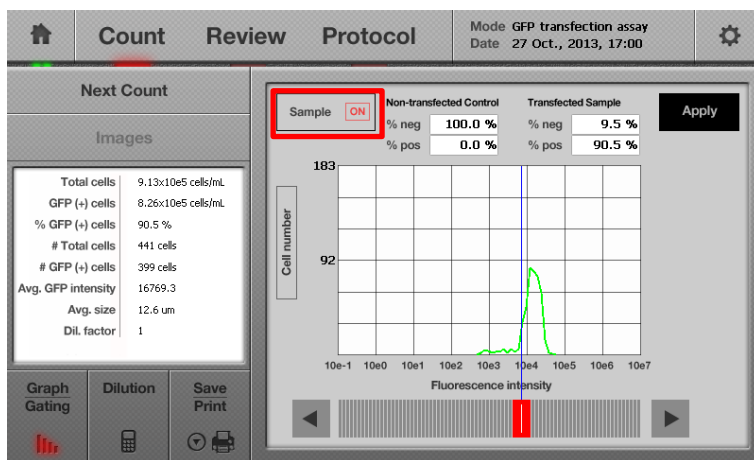 Count Review Protocol
Mode GFP transfection assay
Date 27 Oct., 2013, 17:00
Next Count
Images
Total cells 9.13x10e5 cells/mL
GFP (+) cells 8.26x10e5 cells/mL
% GFP (+) cells 90.5 %
# Total cells 441 cells
# GFP (+) cells 399 cells
Avg. GFP intensity 16769.3
Avg. size 12.6 um
Dil. factor 1
Graph Gating
Dilution
Save
Print
Sample ON
Non-transfected Control
% neg 100.0 %
% pos 0.0 %
Transfected Sample
% neg 9.5 %
% pos 90.5 %
Apply
183
92
Cell number
10e-1 10e0 10e1 10e2 10e3 10e4 10e5 10e6 10e7
Fluorescence intensity